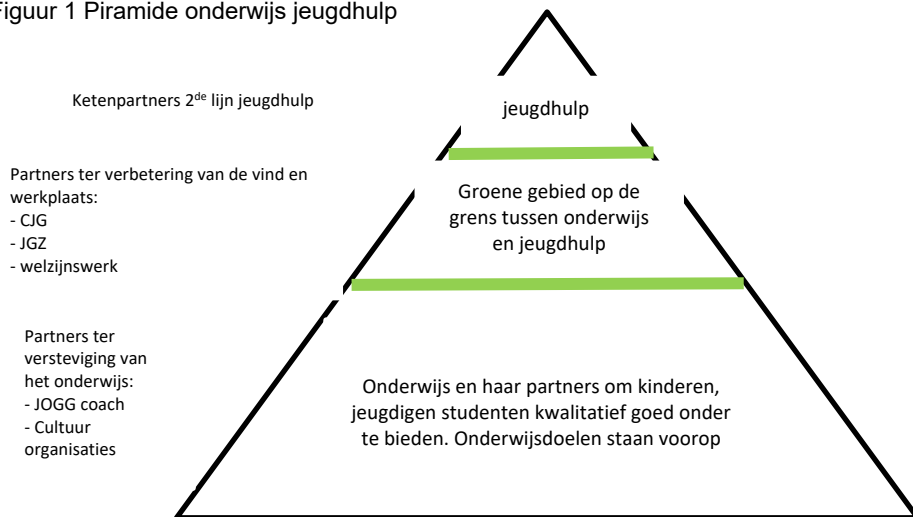 Figuur 1 Piramide onderwijs jeugdhulp
Ketenpartners 2de lijn jeugdhulp
jeugdhulp
Partners ter verbetering van de vind en
werkplaats:
- CJG
- JGZ
- welzijnswerk
Groene gebied op de
grens tussen onderwijs
en jeugdhulp
Partners ter
versteviging van
het onderwijs:
- JOGG coach
- Cultuur
organisaties
Onderwijs en haar partners om kinderen,
jeugdigen studenten kwalitatief goed onder
te bieden. Onderwijsdoelen staan voorop